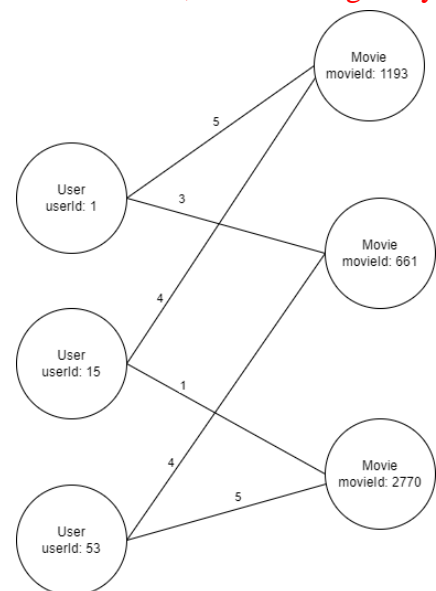 Movie
movieId: 1193
5
User
userId: 1
3
Movie
movieId: 661
4
User
userId: 15
1
4
Movie
movieId: 2770
5
User
userId: 53